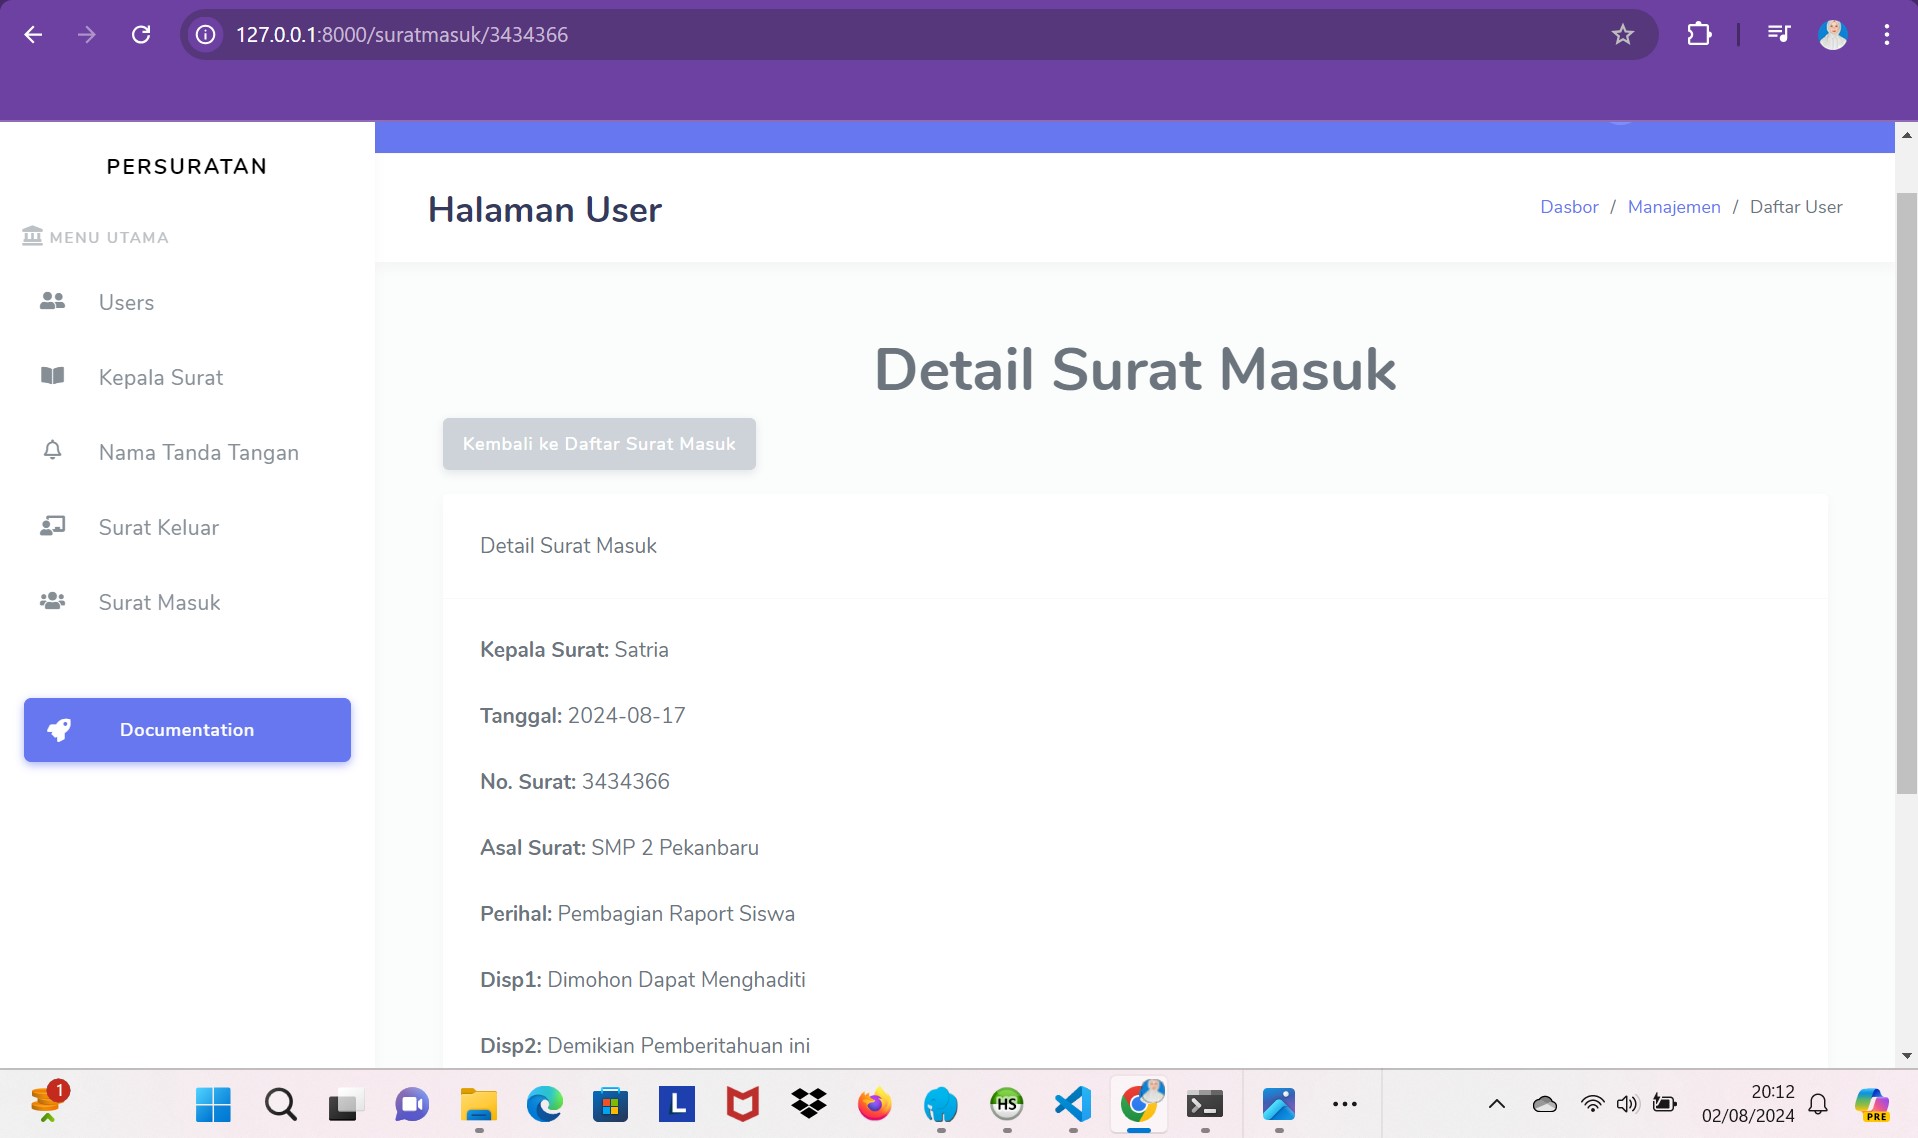 127.0.0.1:8000/suratmasuk/3434366
PERSURATAN
MENU UTAMA
Users
Kepala Surat
Nama Tanda Tangan
Surat Keluar
Surat Masuk
Documentation
Halaman User
Dasbor / Manajemen / Daftar User
Detail Surat Masuk
Kembali ke Daftar Surat Masuk
Detail Surat Masuk
Kepala Surat: Satria
Tanggal: 2024-08-17
No. Surat: 3434366
Asal Surat: SMP 2 Pekanbaru
Perihal: Pembagian Raport Siswa
Disp1: Dimohon Dapat Menghaditi
Disp2: Demikian Pemberitahuan ini
1
L
HS
20:12
02/08/2024
PRE